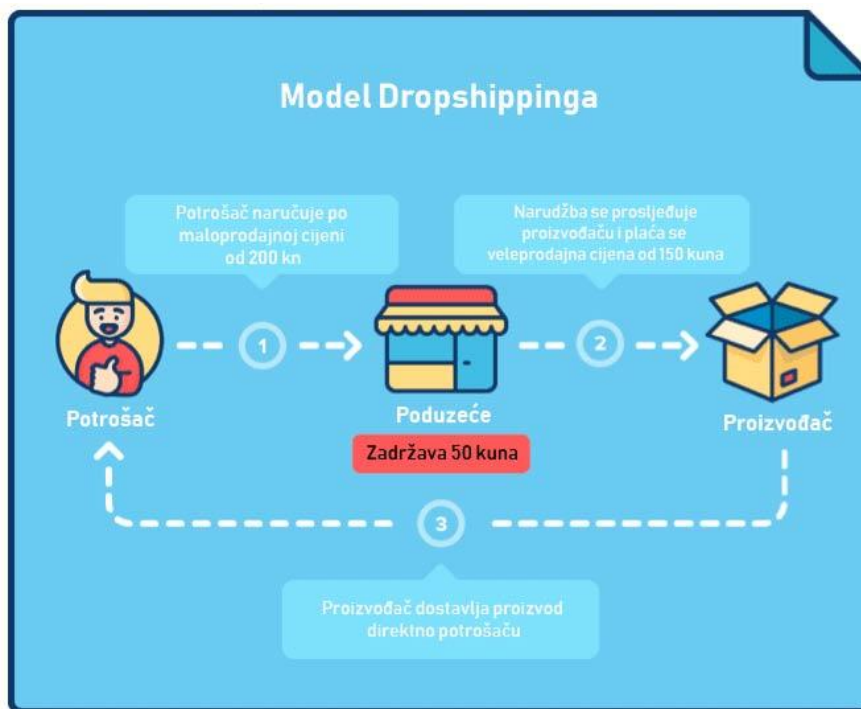 Model Dropshippinga
Potrošač naručuje po
maloprodajnoj cijeni
od 200 kn
Narudžba se prosljeđuje
proizvođaču i plaća se
veleprodajna cijena od 150 kuna
1
2
Potrošač
Poduzeće
Proizvođač
Zadržava 50 kuna
3
Proizvođač dostavlja proizvod
direktno potrošaču